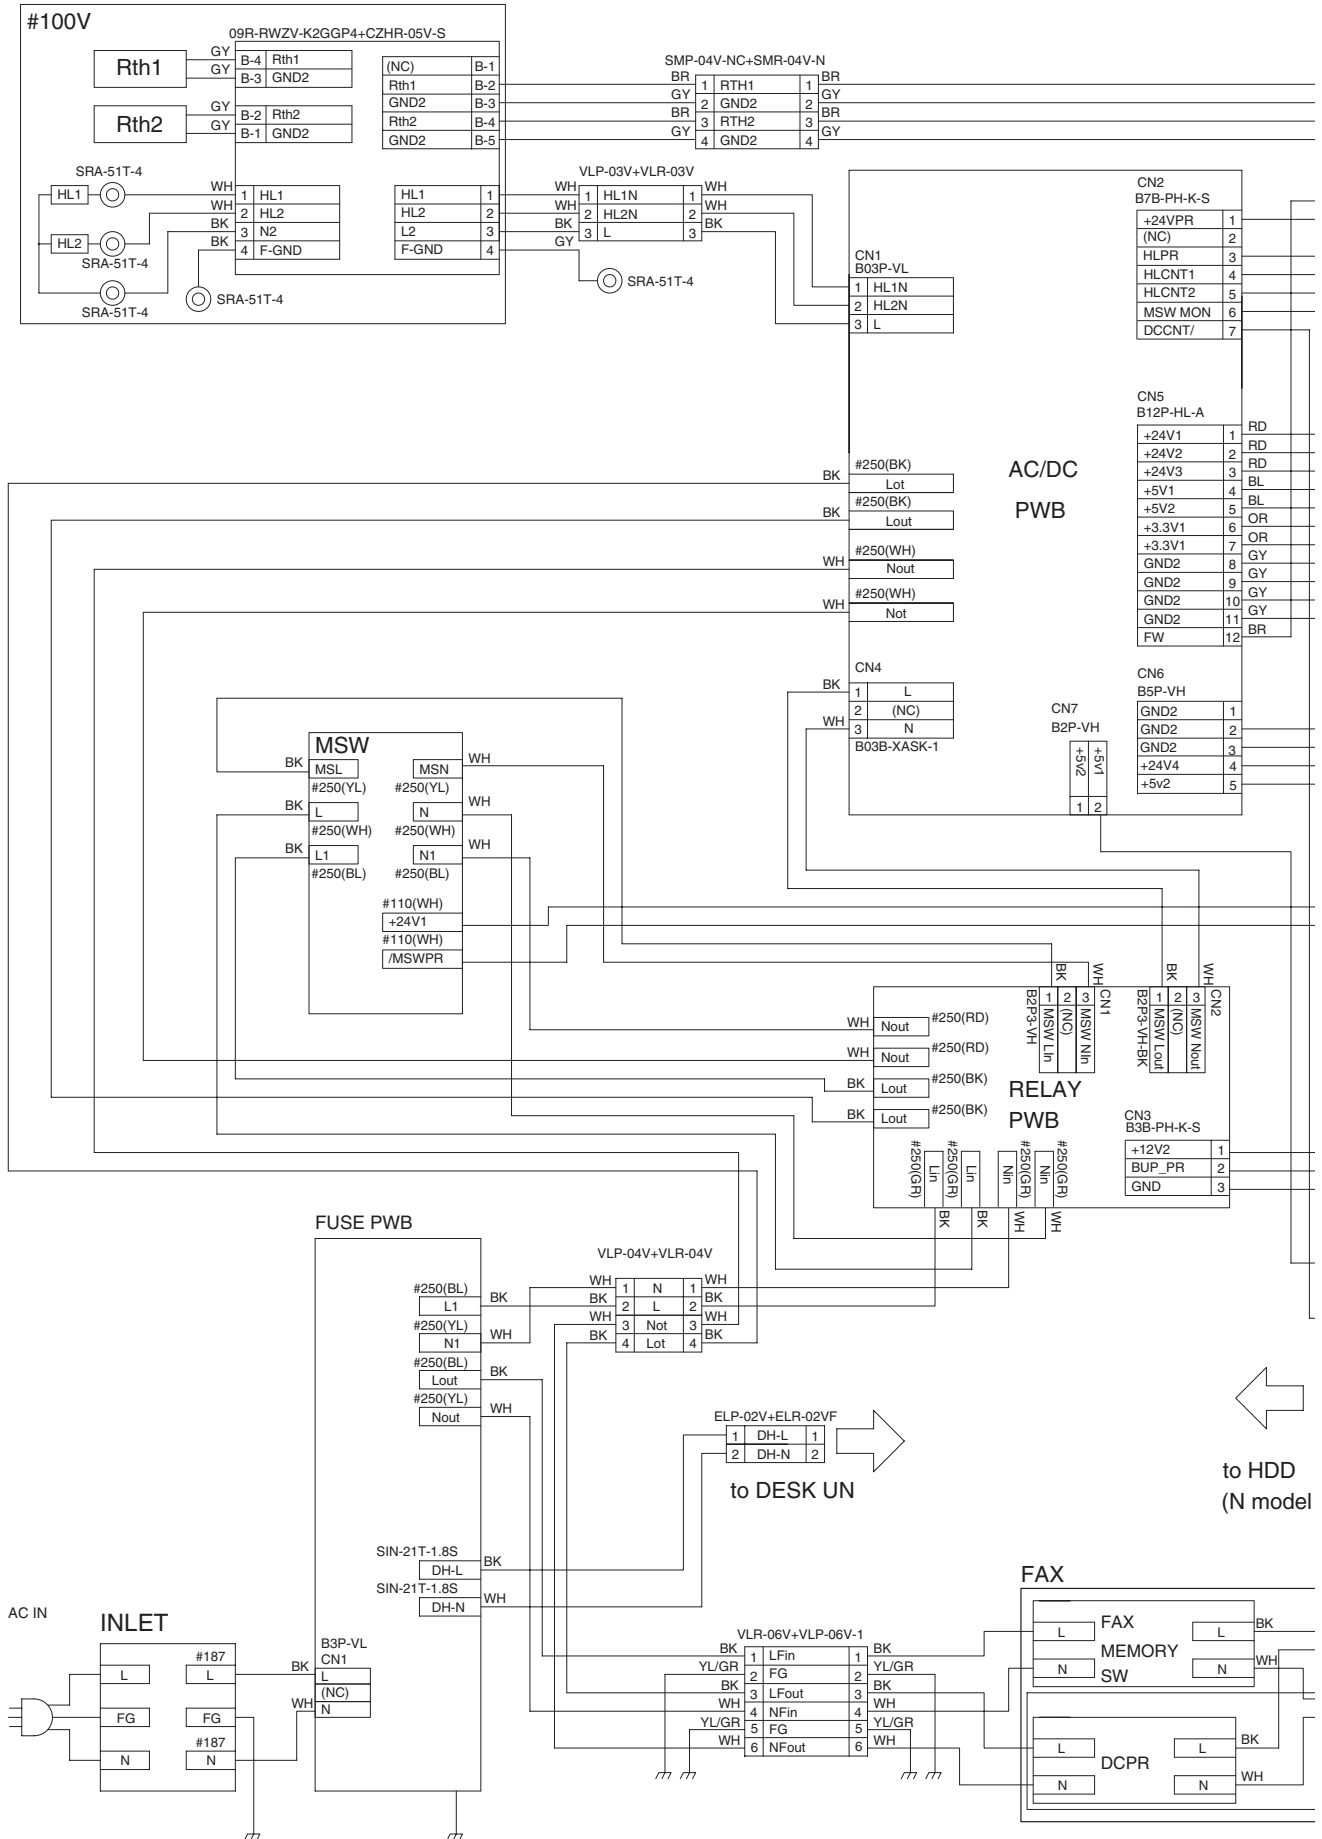 #100V
09R-RWZV-K2GGP4+CZHR-05V-S
Rth1
GY B-4 Rth1
GY B-3 GND2
Rth2
GY B-2 Rth2
GY B-1 GND2
(NC) B-1
Rth1 B-2
GND2 B-3
Rth2 B-4
GND2 B-5
SMP-04V-NC+SMR-04V-N
BR 1 RTH1 1 BR
GY 2 GND2 2 GY
BR 3 RTH2 3 BR
GY 4 GND2 4 GY
SRA-51T-4
HL1
HL2
SRA-51T-4
SRA-51T-4
WH 1 HL1
WH 2 HL2
BK 3 N2
BK 4 F-GND
SRA-51T-4
HL1 1
HL2 2
L2 3
F-GND 4
VLP-03V+VLR-03V
WH 1 HL1N 1 WH
WH 2 HL2N 2 WH
BK 3 L 3 BK
GY
SRA-51T-4
CN1
B03P-VL
1 HL1N
2 HL2N
3 L
CN2
B7B-PH-K-S
+24VPR 1
(NC) 2
HLPR 3
HLCNT1 4
HLCNT2 5
MSW MON 6
DCCNT/ 7
AC/DC
PWB
CN5
B12P-HL-A
+24V1 1 RD
+24V2 2 RD
+24V3 3 RD
+5V1 4 BL
+5V2 5 BL
+3.3V1 6 OR
+3.3V1 7 OR
GND2 8 GY
GND2 9 GY
GND2 10 GY
GND2 11 GY
FW 12 BR
#250(BK)
BK Lot
#250(BK)
BK Lout
#250(WH)
WH Nout
#250(WH)
WH Not
CN4
BK 1 L
2 (NC)
WH 3 N
B03B-XASK-1
CN7
B2P-VH
+5v2 +5v1
1 2
CN6
B5P-VH
GND2 1
GND2 2
GND2 3
+24V4 4
+5v2 5
MSW
BK MSL MSN WH
#250(YL) #250(YL)
BK L N WH
#250(WH) #250(WH)
BK L1 N1 WH
#250(BL) #250(BL)
#110(WH)
+24V1
#110(WH)
/MSWPR
BK WH
B2P3-VH
1 MSW LIn
2 (NC)
3 MSW NIn
CN1
BK WH
B2P3-VH-BK
1 MSW Lout
2 (NC)
3 MSW Nout
CN2
WH Nout #250(RD)
WH Nout #250(RD)
BK Lout #250(BK)
BK Lout #250(BK)
RELAY
PWB
CN3
B3B-PH-K-S
+12V2 1
BUP_PR 2
GND 3
#250(GR) Lin BK
#250(GR) Lin BK
Nin #250(GR) WH
Nin #250(GR) WH
FUSE PWB
#250(BL)
L1 BK
#250(YL)
N1 WH
#250(BL)
Lout BK
#250(YL)
Nout WH
VLP-04V+VLR-04V
WH 1 N 1 WH
BK 2 L 2 BK
WH 3 Not 3 WH
BK 4 Lot 4 BK
ELP-02V+ELR-02VF
1 DH-L 1
2 DH-N 2
to DESK UN
to HDD
(N model
SIN-21T-1.8S
DH-L BK
SIN-21T-1.8S
DH-N WH
AC IN
INLET
L #187 L
FG FG
N #187 N
B3P-VL
CN1
BK L
(NC)
WH N
VLR-06V+VLP-06V-1
BK 1 LFin 1 BK
YL/GR 2 FG 2 YL/GR
BK 3 LFout 3 BK
WH 4 NFin 4 WH
YL/GR 5 FG 5 YL/GR
WH 6 NFout 6 WH
FAX
FAX
MEMORY
SW
L L BK
N N WH
DCPR
L L BK
N N WH